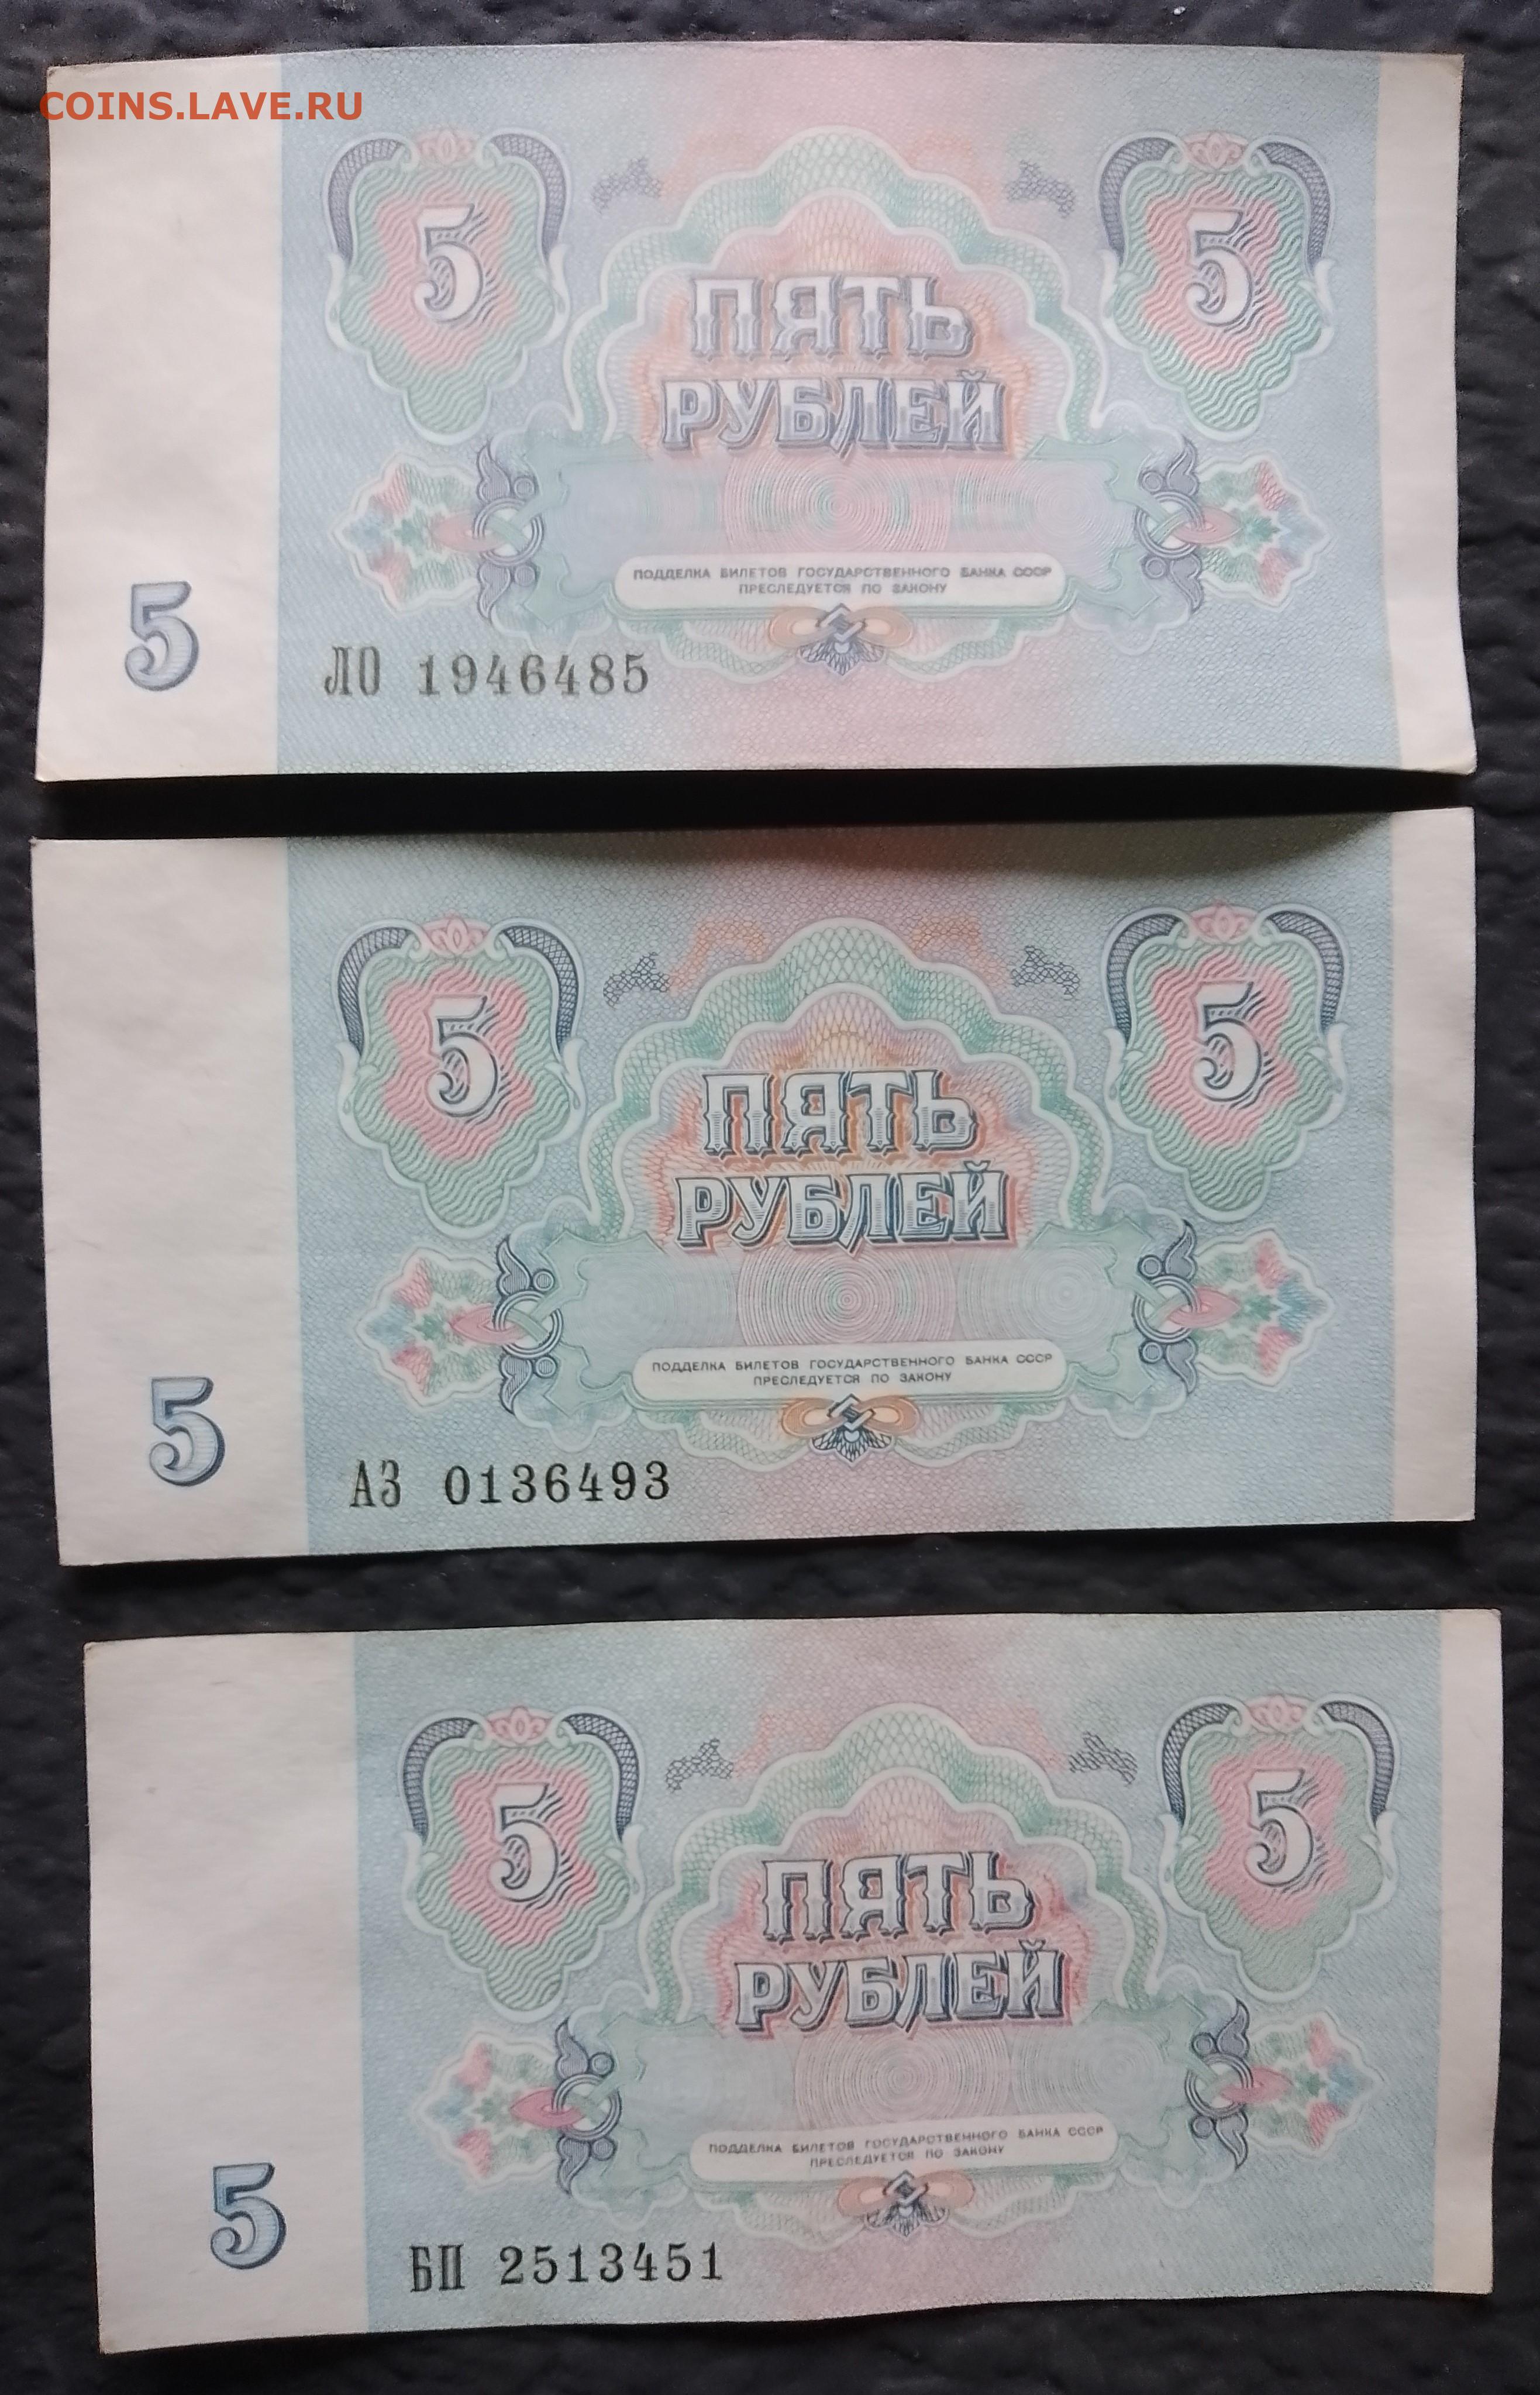 COINS.LAVE.RU
5 5
ПЯТЬ
РУБЛЕЙ
ПОДДЕЛКА БИЛЕТОВ ГОСУДАРСТВЕННОГО БАНКА СССР
ПРЕСЛЕДУЕТСЯ ПО ЗАКОНУ
5
ЛО 1946485
5 5
ПЯТЬ
РУБЛЕЙ
ПОДДЕЛКА БИЛЕТОВ ГОСУДАРСТВЕННОГО БАНКА СССР
ПРЕСЛЕДУЕТСЯ ПО ЗАКОНУ
5
АЗ 0136493
5 5
ПЯТЬ
РУБЛЕЙ
ПОДДЕЛКА БИЛЕТОВ ГОСУДАРСТВЕННОГО БАНКА СССР
ПРЕСЛЕДУЕТСЯ ПО ЗАКОНУ
5
БП 2513451